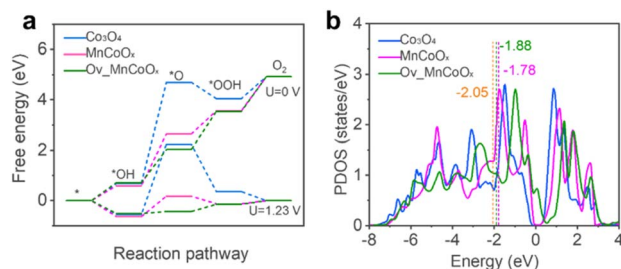 a
Free energy (eV)
6
4
2
0
Co₃O₄
MnCoOₓ
Ov_MnCoOₓ
*
*OH
*O
*OOH
O₂
U=0 V
U=1.23 V
Reaction pathway
b
PDOS (states/eV)
5
4
3
2
1
0
Co₃O₄
MnCoOₓ
Ov_MnCoOₓ
-1.88
-1.78
-2.05
-8 -6 -4 -2 0 2 4
Energy (eV)